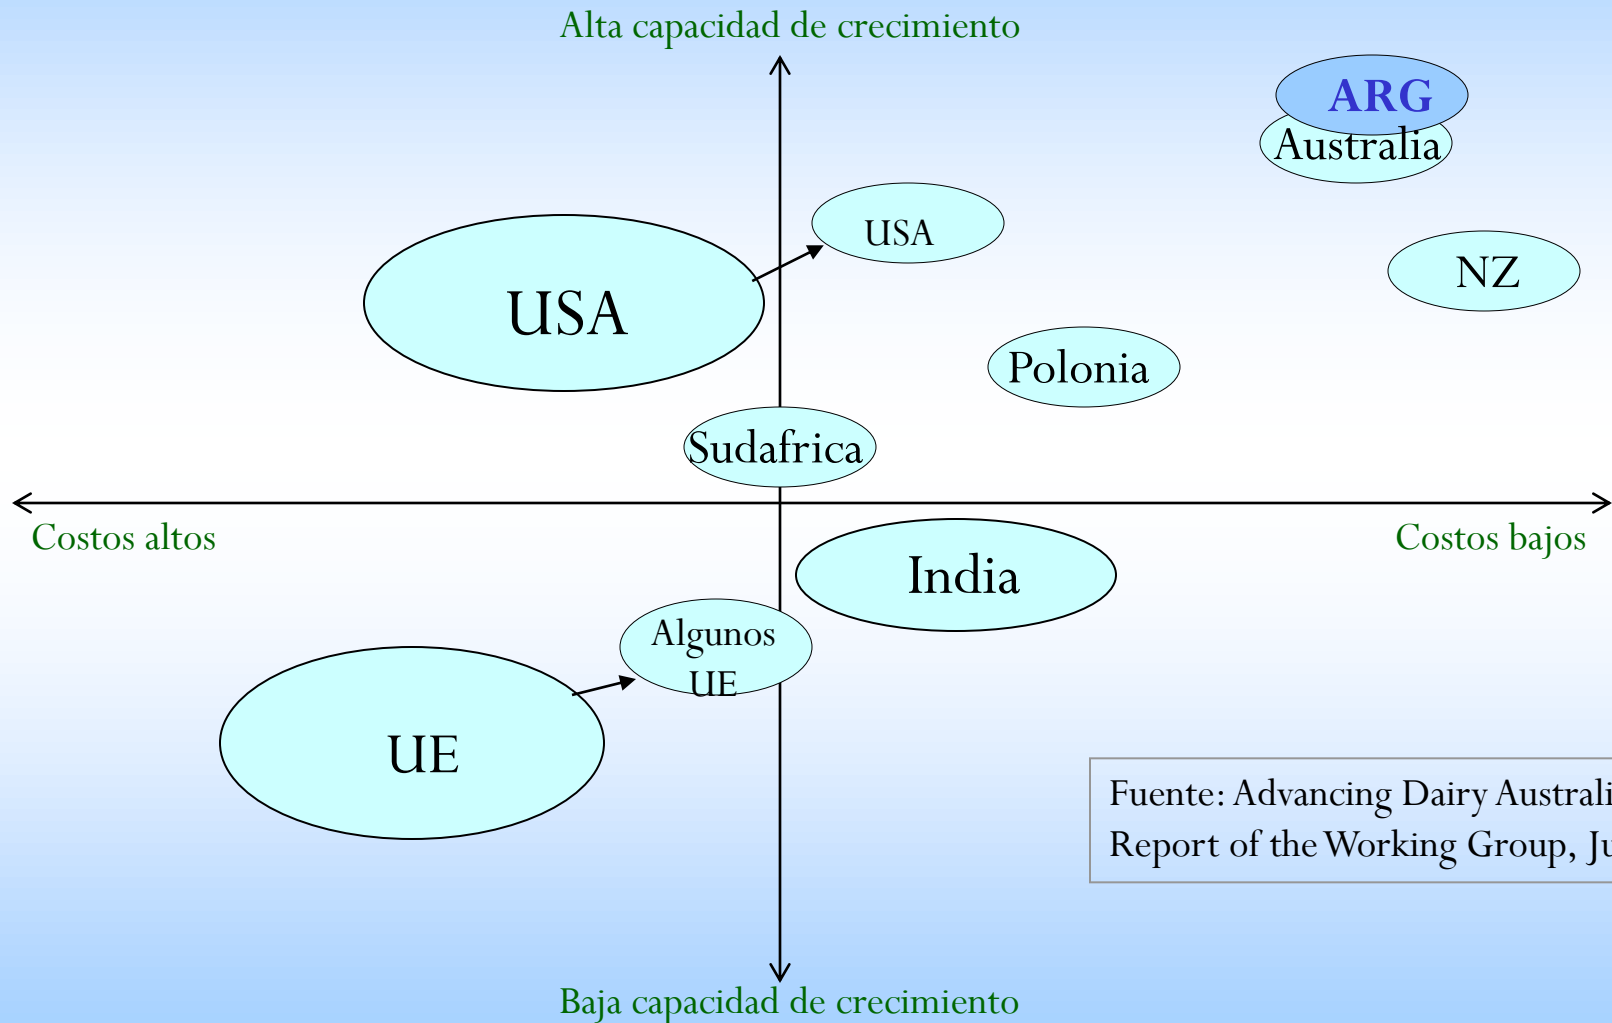 Alta capacidad de crecimiento
ARG
Australia
USA
NZ
USA
Polonia
Sudafrica
Costos altos
Costos bajos
India
Algunos
UE
UE
Fuente: Advancing Dairy Australi
Report of the Working Group, Ju
Baja capacidad de crecimiento